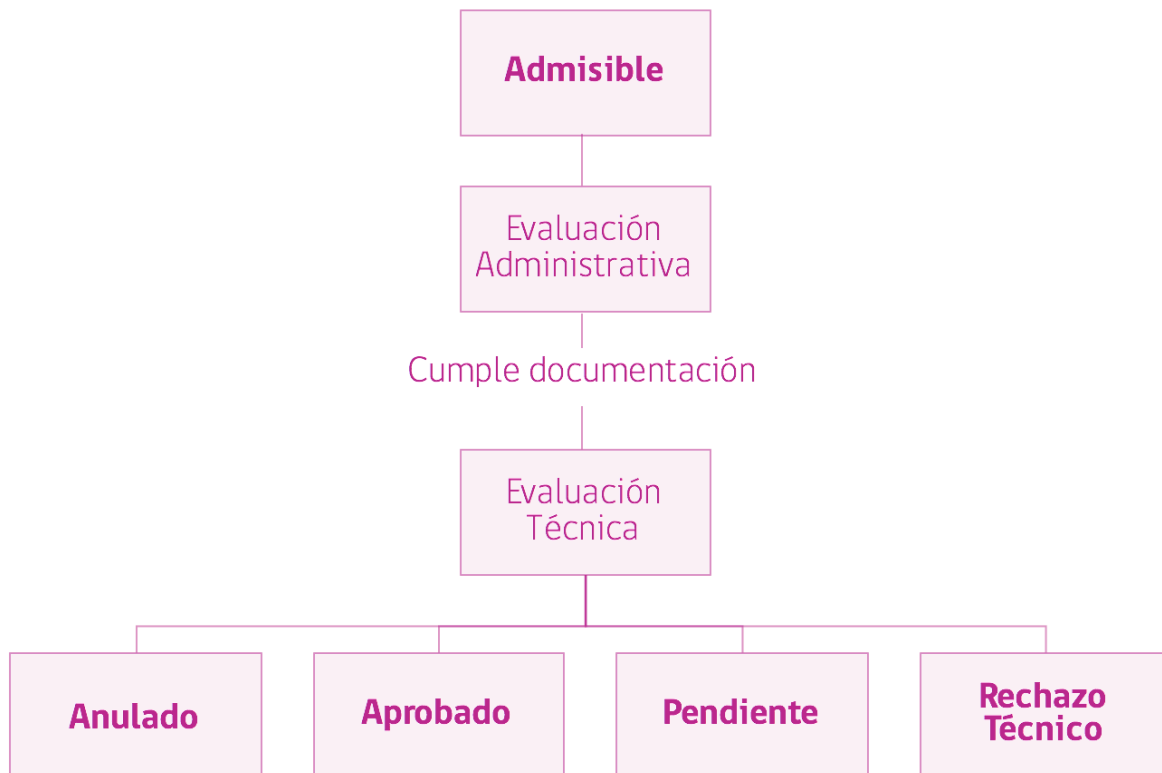 Admisible
Evaluación
Administrativa
Cumple documentación
Evaluación
Técnica
Anulado
Aprobado
Pendiente
Rechazo
Técnico